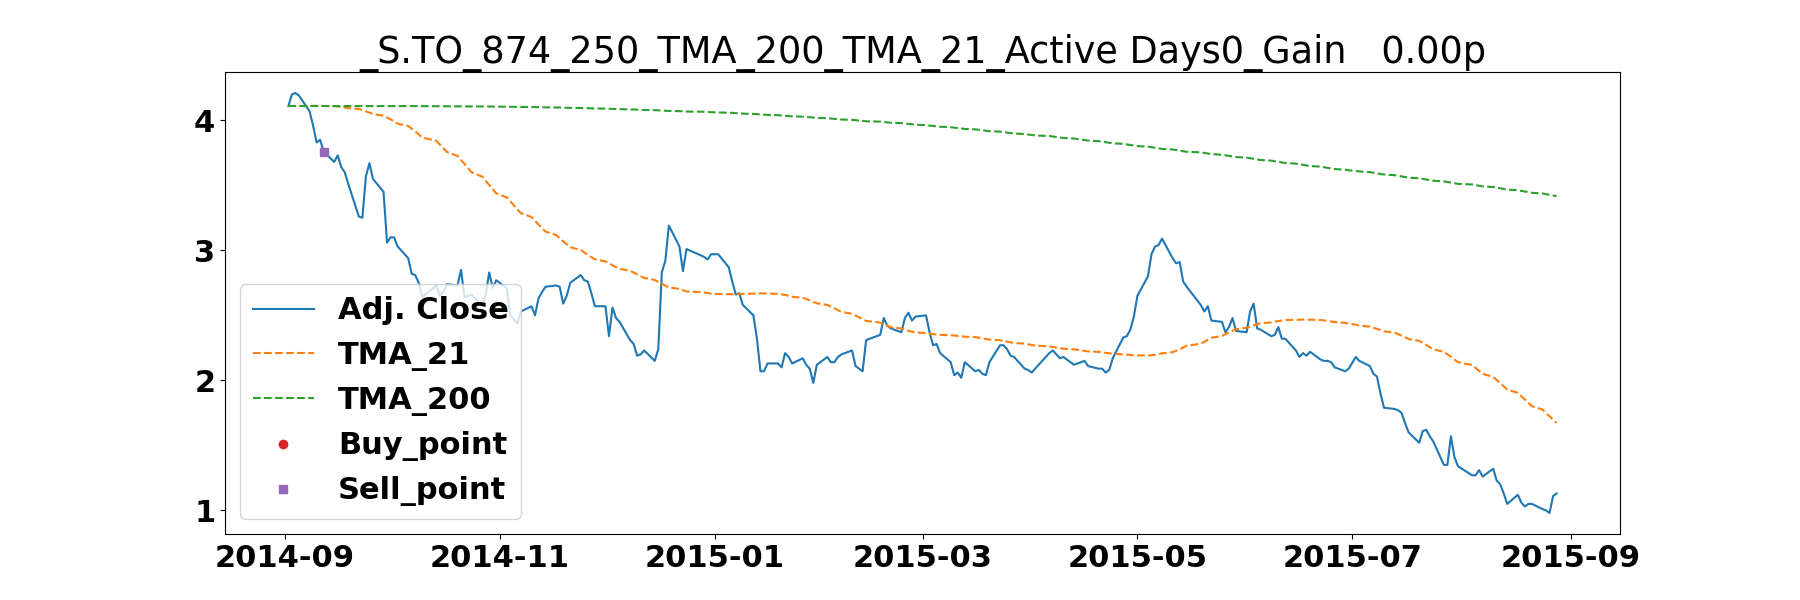 _S.TO_874_250_TMA_200_TMA_21_Active Days0_Gain   0.00p
4
3
2
1
Adj. Close
TMA_21
TMA_200
Buy_point
Sell_point
2014-09 2014-11 2015-01 2015-03 2015-05 2015-07 2015-09